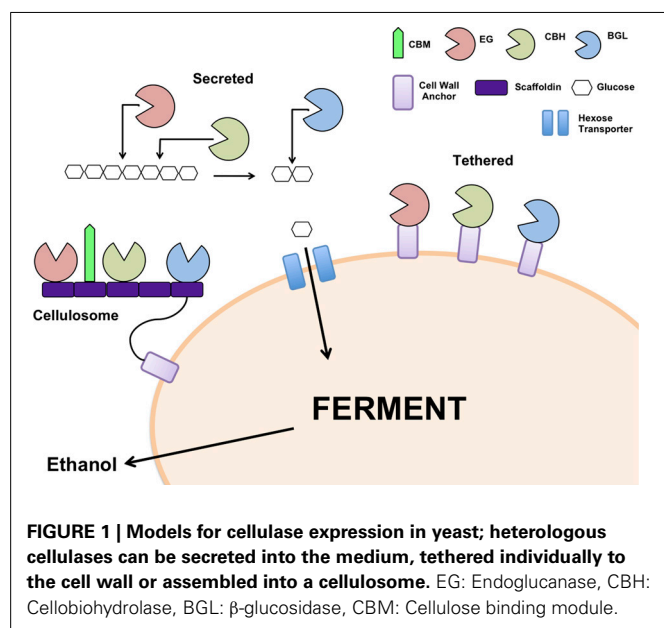 CBM
EG
CBH
BGL
Cell Wall
Anchor
Scaffoldin
Glucose
Hexose
Transporter
Secreted
Tethered
Cellulosome
FERMENT
Ethanol
FIGURE 1 | Models for cellulase expression in yeast; heterologous
cellulases can be secreted into the medium, tethered individually to
the cell wall or assembled into a cellulosome. EG: Endoglucanase, CBH:
Cellobiohydrolase, BGL: β-glucosidase, CBM: Cellulose binding module.